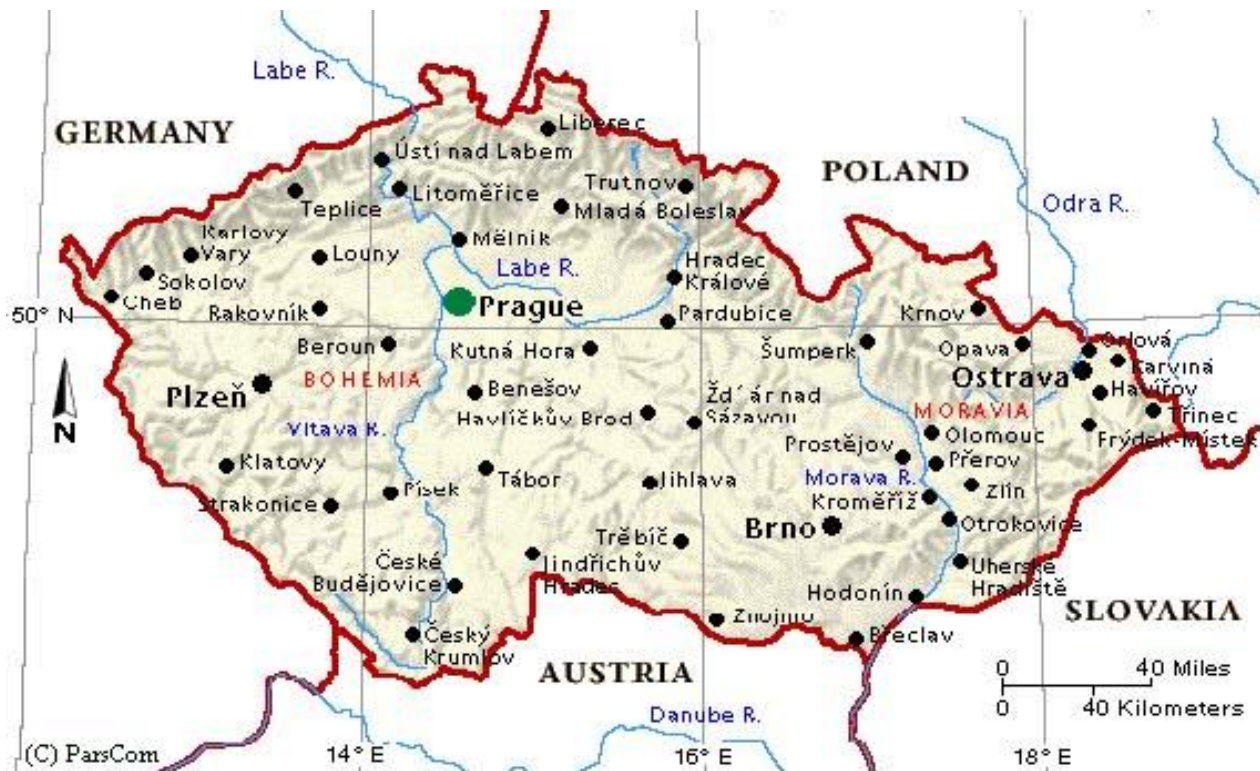 Labe R.
GERMANY
Liberec
Ústí nad Labem
POLAND
Litoměřice
Trutnov
Teplice
Mladá Boleslav
Odra R.
Karlovy
Vary
Louny
Mělnik
Labe R.
Hradec
Králové
Sokolov
Cheb
50° N
Rakovník
Prague
Pardubice
Krnov
Beroun
Kutná Hora
Šumperk
Opava
Orlová
Karviná
Ostrava
Havířov
Plzeň
BOHEMIA
Benešov
Žďár nad
Sázavou
Havlíčkův Brod
MORAVIA
Třinec
Frýdek-Místek
N
Vltava R.
Olomouc
Prostějov
Přerov
Klatovy
Tábor
Jihlava
Morava R.
Zlín
Písek
Strakonice
Kroměříž
Brno
Otrokovice
Trěbíč
České
Budějovice
Jindřichův
Hradec
Uherské
Hradiště
Hodonín
SLOVAKIA
Znojmo
Břeclav
Český
Krumlov
AUSTRIA
0 40 Miles
0 40 Kilometers
Danube R.
(C) ParsCom
14° E
16° E
18° E